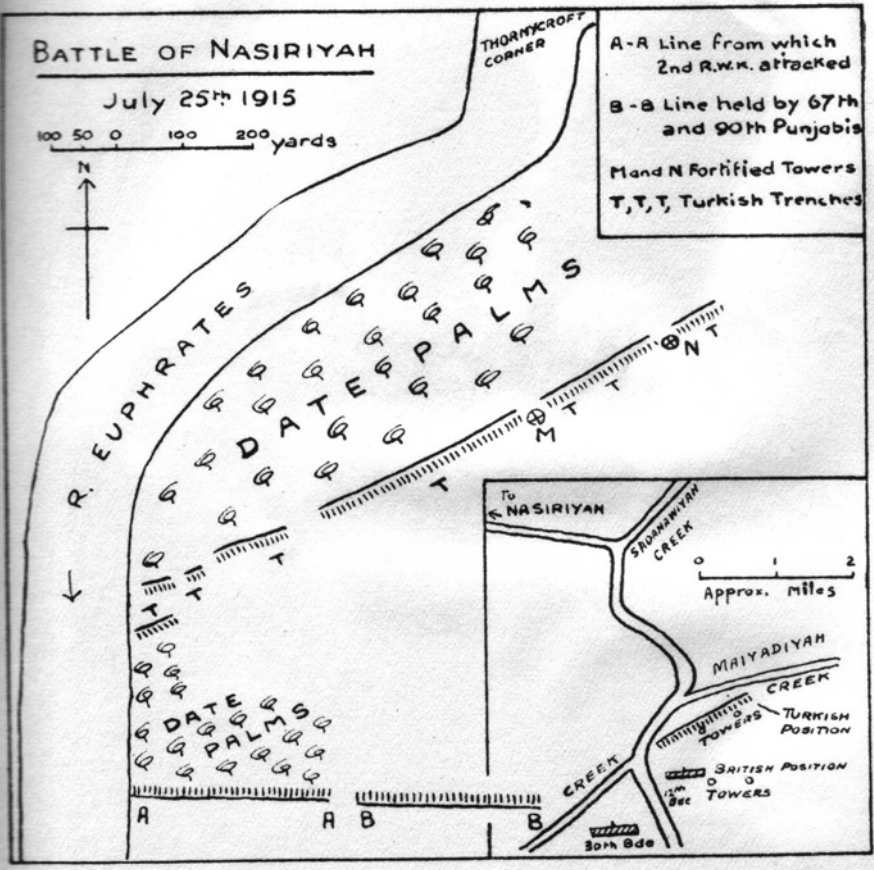 BATTLE OF NASIRIYAH
July 25th 1915
100 50 0 100 200 yards
N
THORNYCROFT
CORNER
A-A Line from which
2nd R.W.K. attacked
B-B Line held by 67th
and 90th Punjabis
M and N Fortified Towers
T,T,T, Turkish Trenches
R. EUPHRATES
DATE PALMS
N T
M T T
T
T
T
T
DATE
PALMS
A A B B
To
NASIRIYAH
SADANAWIYAH
CREEK
0 1 2
Approx. Miles
MAIYADIYAH
CREEK
TOWERS
TURKISH
POSITION
BRITISH POSITION
12th
Bde
TOWERS
CREEK
30th Bde